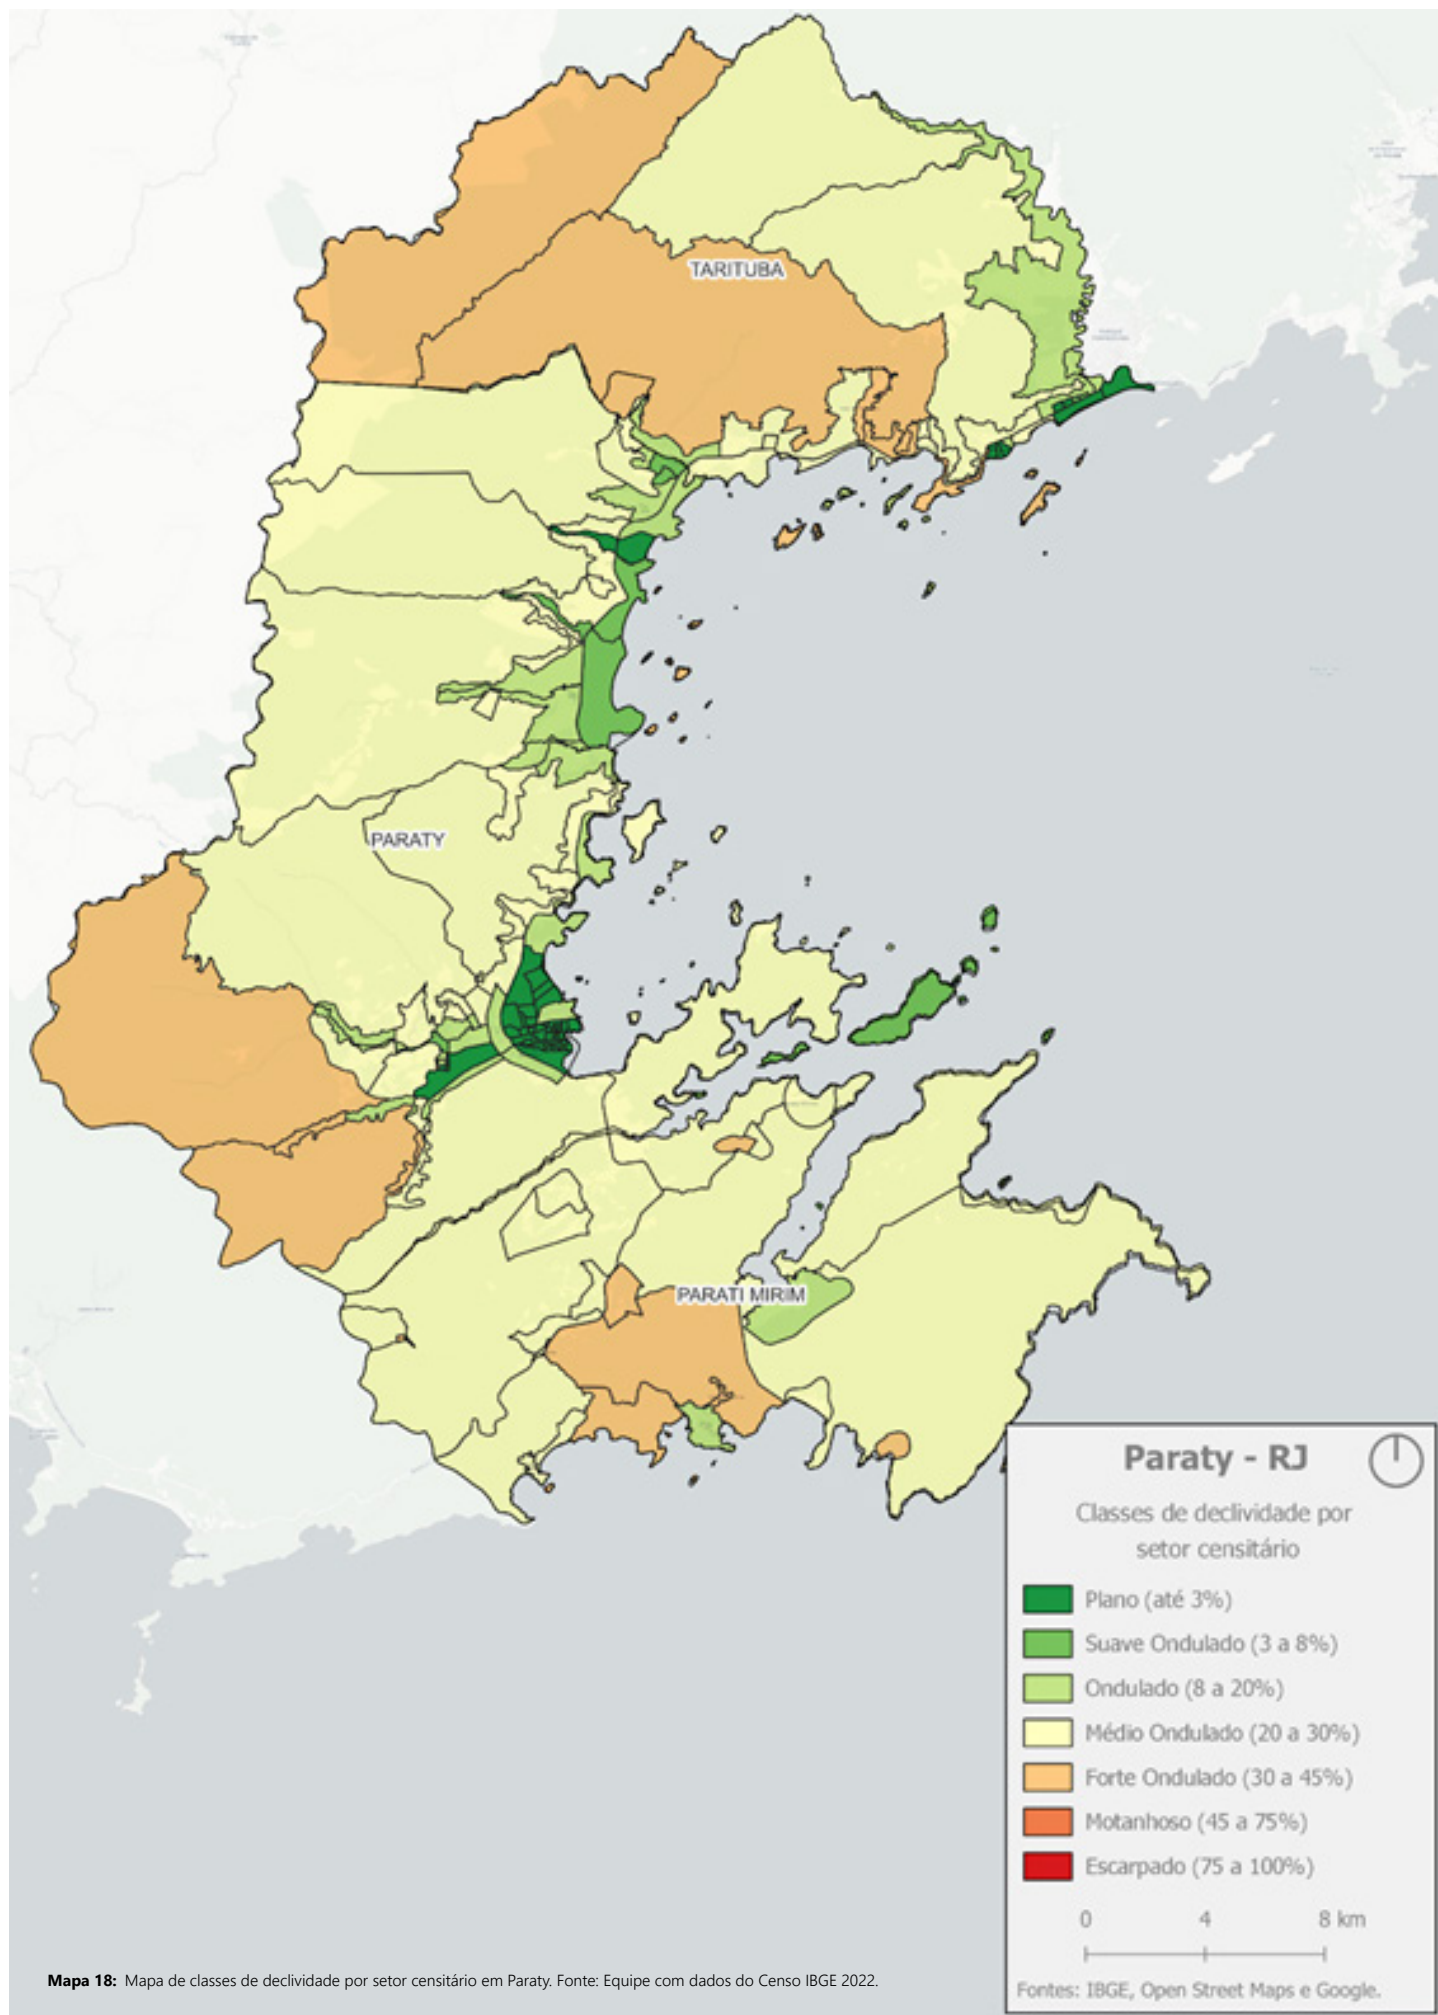 TARITUBA
PARATY
PARATI MIRIM
Paraty - RJ
Classes de declividade por
setor censitário
Plano (até 3%)
Suave Ondulado (3 a 8%)
Ondulado (8 a 20%)
Médio Ondulado (20 a 30%)
Forte Ondulado (30 a 45%)
Motanhoso (45 a 75%)
Escarpado (75 a 100%)
0 4 8 km
Fontes: IBGE, Open Street Maps e Google.
Mapa 18: Mapa de classes de declividade por setor censitário em Paraty. Fonte: Equipe com dados do Censo IBGE 2022.